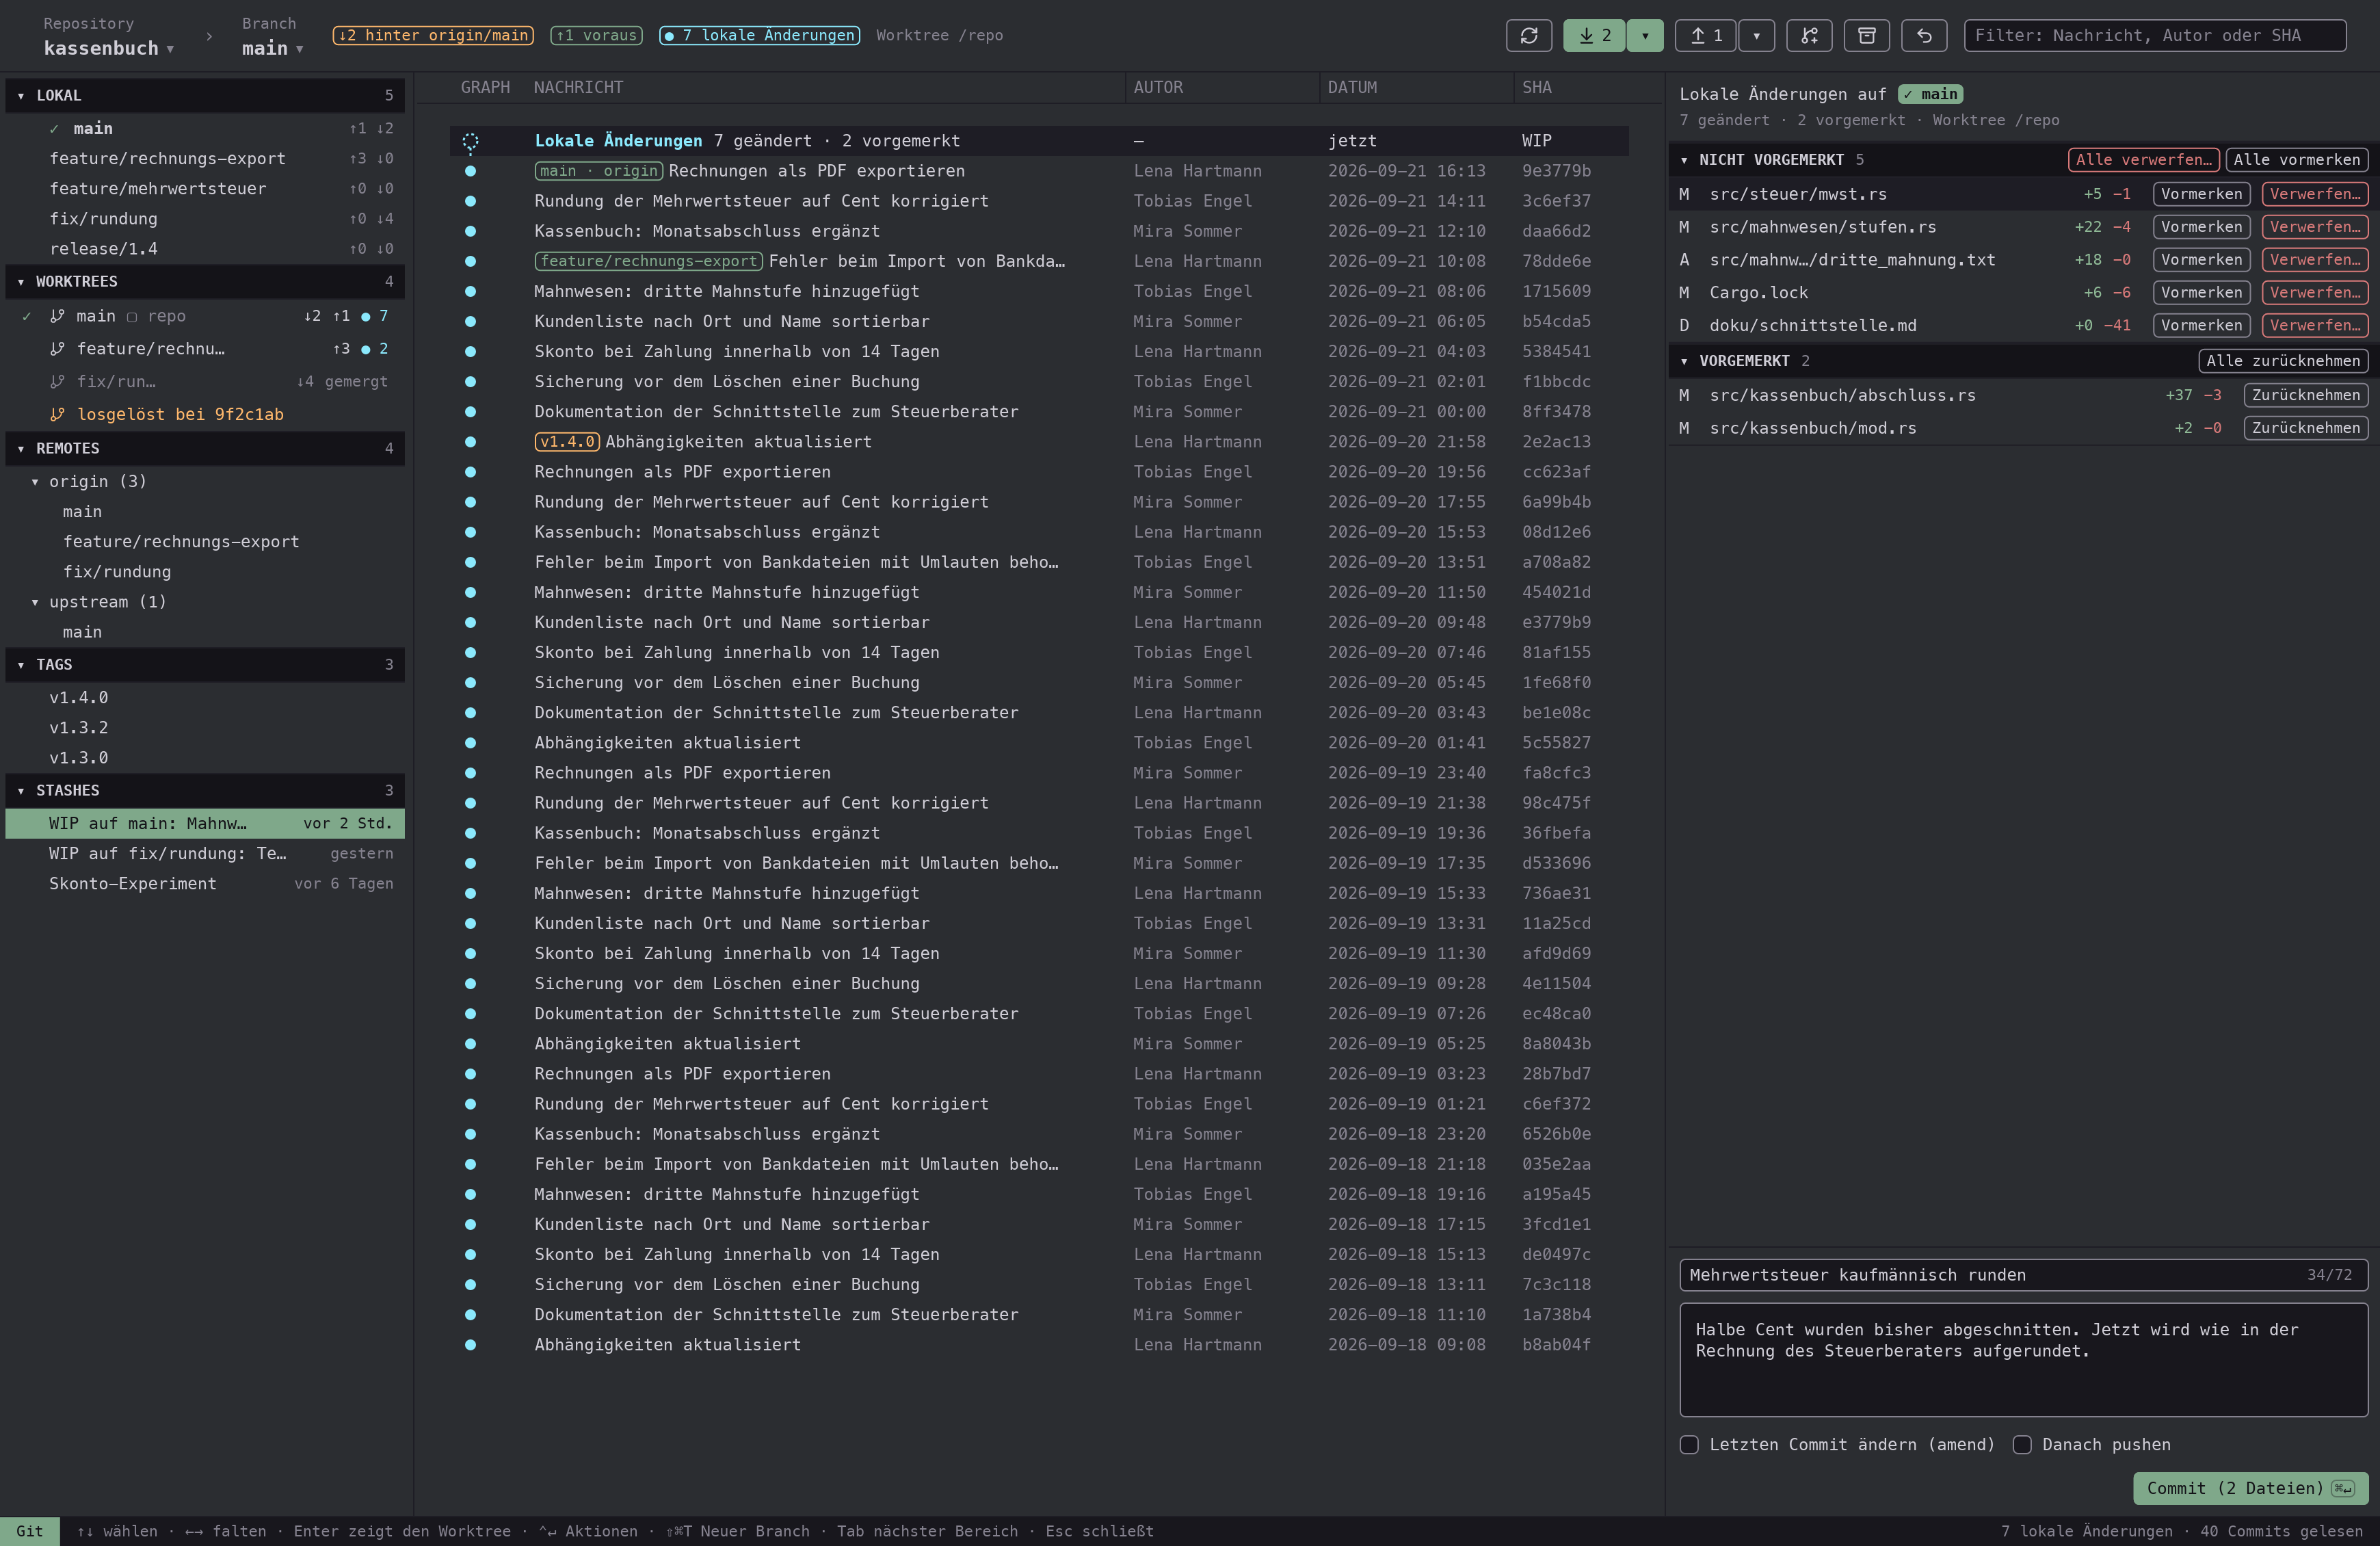 Repository
kassenbuch ▾
›
Branch
main ▾
↓2 hinter origin/main
↑1 voraus
● 7 lokale Änderungen
Worktree /repo
2 ▾
1 ▾
Filter: Nachricht, Autor oder SHA
▾ LOKAL 5
✓ main ↑1 ↓2
feature/rechnungs-export ↑3 ↓0
feature/mehrwertsteuer ↑0 ↓0
fix/rundung ↑0 ↓4
release/1.4 ↑0 ↓0
▾ WORKTREES 4
✓ main ▢ repo ↓2 ↑1 ● 7
feature/rechnu… ↑3 ● 2
fix/run… ↓4 gemergt
losgelöst bei 9f2c1ab
▾ REMOTES 4
▾ origin (3)
main
feature/rechnungs-export
fix/rundung
▾ upstream (1)
main
▾ TAGS 3
v1.4.0
v1.3.2
v1.3.0
▾ STASHES 3
WIP auf main: Mahnw… vor 2 Std.
WIP auf fix/rundung: Te… gestern
Skonto-Experiment vor 6 Tagen
GRAPH NACHRICHT AUTOR DATUM SHA
Lokale Änderungen 7 geändert · 2 vorgemerkt — jetzt WIP
main · origin Rechnungen als PDF exportieren Lena Hartmann 2026-09-21 16:13 9e3779b
Rundung der Mehrwertsteuer auf Cent korrigiert Tobias Engel 2026-09-21 14:11 3c6ef37
Kassenbuch: Monatsabschluss ergänzt Mira Sommer 2026-09-21 12:10 daa66d2
feature/rechnungs-export Fehler beim Import von Bankda… Lena Hartmann 2026-09-21 10:08 78dde6e
Mahnwesen: dritte Mahnstufe hinzugefügt Tobias Engel 2026-09-21 08:06 1715609
Kundenliste nach Ort und Name sortierbar Mira Sommer 2026-09-21 06:05 b54cda5
Skonto bei Zahlung innerhalb von 14 Tagen Lena Hartmann 2026-09-21 04:03 5384541
Sicherung vor dem Löschen einer Buchung Tobias Engel 2026-09-21 02:01 f1bbcdc
Dokumentation der Schnittstelle zum Steuerberater Mira Sommer 2026-09-21 00:00 8ff3478
v1.4.0 Abhängigkeiten aktualisiert Lena Hartmann 2026-09-20 21:58 2e2ac13
Rechnungen als PDF exportieren Tobias Engel 2026-09-20 19:56 cc623af
Rundung der Mehrwertsteuer auf Cent korrigiert Mira Sommer 2026-09-20 17:55 6a99b4b
Kassenbuch: Monatsabschluss ergänzt Lena Hartmann 2026-09-20 15:53 08d12e6
Fehler beim Import von Bankdateien mit Umlauten beho… Tobias Engel 2026-09-20 13:51 a708a82
Mahnwesen: dritte Mahnstufe hinzugefügt Mira Sommer 2026-09-20 11:50 454021d
Kundenliste nach Ort und Name sortierbar Lena Hartmann 2026-09-20 09:48 e3779b9
Skonto bei Zahlung innerhalb von 14 Tagen Tobias Engel 2026-09-20 07:46 81af155
Sicherung vor dem Löschen einer Buchung Mira Sommer 2026-09-20 05:45 1fe68f0
Dokumentation der Schnittstelle zum Steuerberater Lena Hartmann 2026-09-20 03:43 be1e08c
Abhängigkeiten aktualisiert Tobias Engel 2026-09-20 01:41 5c55827
Rechnungen als PDF exportieren Mira Sommer 2026-09-19 23:40 fa8cfc3
Rundung der Mehrwertsteuer auf Cent korrigiert Lena Hartmann 2026-09-19 21:38 98c475f
Kassenbuch: Monatsabschluss ergänzt Tobias Engel 2026-09-19 19:36 36fbefa
Fehler beim Import von Bankdateien mit Umlauten beho… Mira Sommer 2026-09-19 17:35 d533696
Mahnwesen: dritte Mahnstufe hinzugefügt Lena Hartmann 2026-09-19 15:33 736ae31
Kundenliste nach Ort und Name sortierbar Tobias Engel 2026-09-19 13:31 11a25cd
Skonto bei Zahlung innerhalb von 14 Tagen Mira Sommer 2026-09-19 11:30 afd9d69
Sicherung vor dem Löschen einer Buchung Lena Hartmann 2026-09-19 09:28 4e11504
Dokumentation der Schnittstelle zum Steuerberater Tobias Engel 2026-09-19 07:26 ec48ca0
Abhängigkeiten aktualisiert Mira Sommer 2026-09-19 05:25 8a8043b
Rechnungen als PDF exportieren Lena Hartmann 2026-09-19 03:23 28b7bd7
Rundung der Mehrwertsteuer auf Cent korrigiert Tobias Engel 2026-09-19 01:21 c6ef372
Kassenbuch: Monatsabschluss ergänzt Mira Sommer 2026-09-18 23:20 6526b0e
Fehler beim Import von Bankdateien mit Umlauten beho… Lena Hartmann 2026-09-18 21:18 035e2aa
Mahnwesen: dritte Mahnstufe hinzugefügt Tobias Engel 2026-09-18 19:16 a195a45
Kundenliste nach Ort und Name sortierbar Mira Sommer 2026-09-18 17:15 3fcd1e1
Skonto bei Zahlung innerhalb von 14 Tagen Lena Hartmann 2026-09-18 15:13 de0497c
Sicherung vor dem Löschen einer Buchung Tobias Engel 2026-09-18 13:11 7c3c118
Dokumentation der Schnittstelle zum Steuerberater Mira Sommer 2026-09-18 11:10 1a738b4
Abhängigkeiten aktualisiert Lena Hartmann 2026-09-18 09:08 b8ab04f
Lokale Änderungen auf ✓ main
7 geändert · 2 vorgemerkt · Worktree /repo
▾ NICHT VORGEMERKT 5 Alle verwerfen… Alle vormerken
M src/steuer/mwst.rs +5 −1 Vormerken Verwerfen…
M src/mahnwesen/stufen.rs +22 −4 Vormerken Verwerfen…
A src/mahnw…/dritte_mahnung.txt +18 −0 Vormerken Verwerfen…
M Cargo.lock +6 −6 Vormerken Verwerfen…
D doku/schnittstelle.md +0 −41 Vormerken Verwerfen…
▾ VORGEMERKT 2 Alle zurücknehmen
M src/kassenbuch/abschluss.rs +37 −3 Zurücknehmen
M src/kassenbuch/mod.rs +2 −0 Zurücknehmen
Mehrwertsteuer kaufmännisch runden 34/72
Halbe Cent wurden bisher abgeschnitten. Jetzt wird wie in der
Rechnung des Steuerberaters aufgerundet.
Letzten Commit ändern (amend) Danach pushen
Commit (2 Dateien) ⌘↵
Git ↑↓ wählen · ←→ falten · Enter zeigt den Worktree · ⌃↵ Aktionen · ⇧⌘T Neuer Branch · Tab nächster Bereich · Esc schließt
7 lokale Änderungen · 40 Commits gelesen